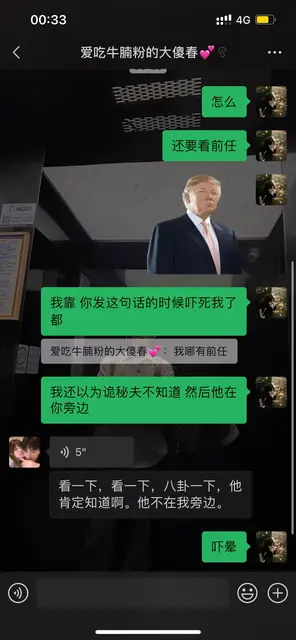 00:33
4G
爱吃牛腩粉的大傻春💕
怎么
还要看前任
我靠 你发这句话的时候吓死我了
都
爱吃牛腩粉的大傻春💕：我哪有前任
我还以为诡秘夫不知道 然后他在
你旁边
5"
看一下，看一下，八卦一下，他
肯定知道啊。他不在我旁边。
吓晕